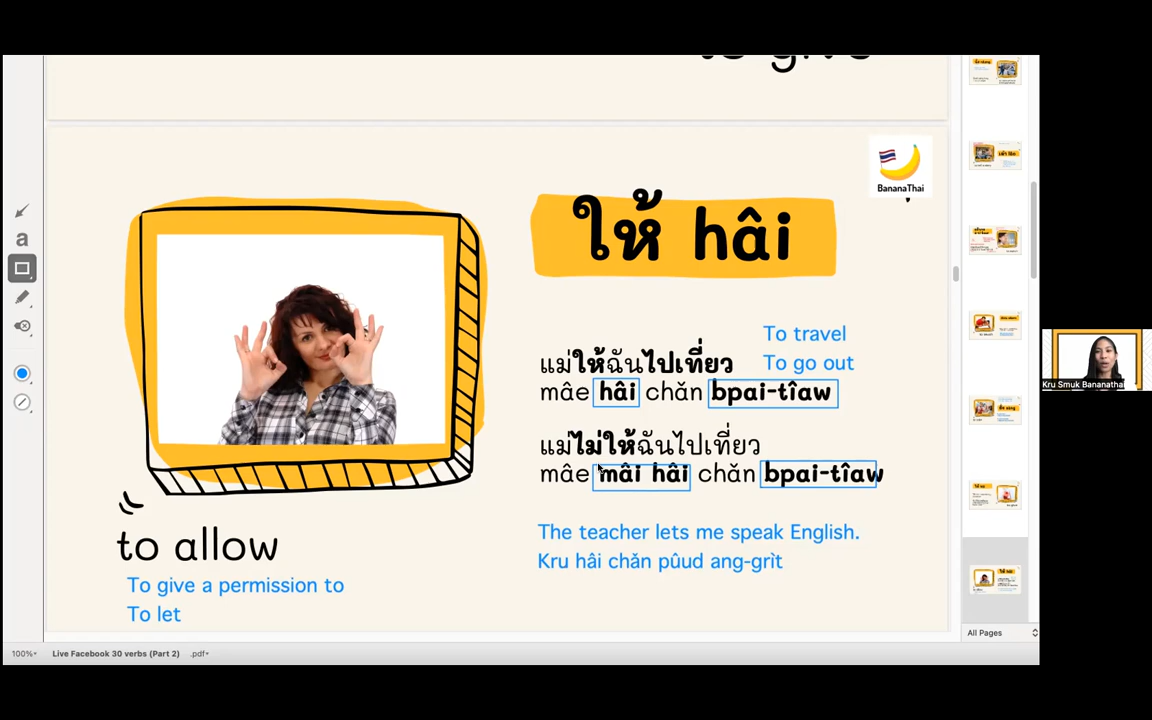 to give
BananaThai
ให้ hâi
To travel
To go out
แม่ให้ฉันไปเที่ยว
mâe hâi chăn bpai-tîaw
แม่ไม่ให้ฉันไปเที่ยว
mâe mâi hâi chăn bpai-tîaw
The teacher lets me speak English.
Kru hâi chăn pûud ang-grìt
to allow
To give a permission to
To let
a
Kru Smuk Bananathai
All Pages
100%
Live Facebook 30 verbs (Part 2)
.pdf